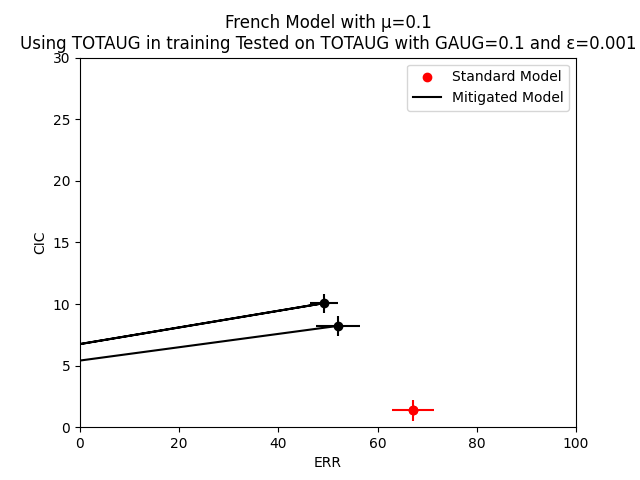 French Model with μ=0.1
Using TOTAUG in training Tested on TOTAUG with GAUG=0.1 and ε=0.001
30
25
20
15
10
5
0
CIC
Standard Model
Mitigated Model
0 20 40 60 80 100
ERR